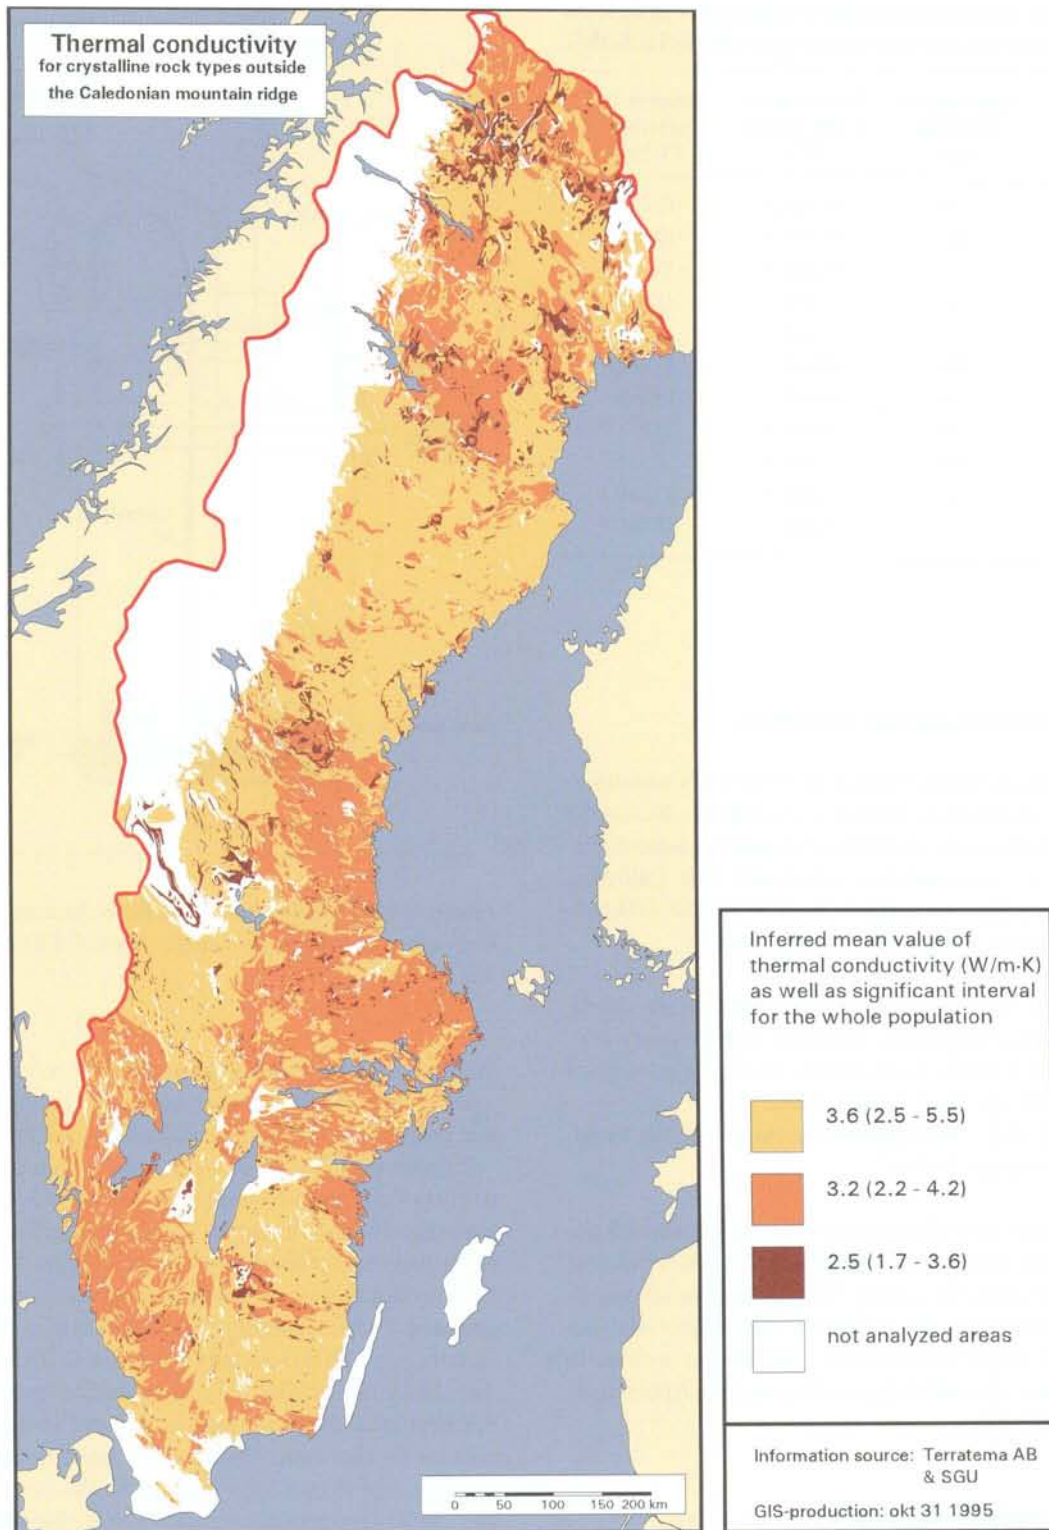 Thermal conductivity
for crystalline rock types outside
the Caledonian mountain ridge
Inferred mean value of
thermal conductivity (W/m·K)
as well as significant interval
for the whole population
3.6 (2.5 - 5.5)
3.2 (2.2 - 4.2)
2.5 (1.7 - 3.6)
not analyzed areas
0 50 100 150 200 km
Information source: Terratema AB
& SGU
GIS-production: okt 31 1995